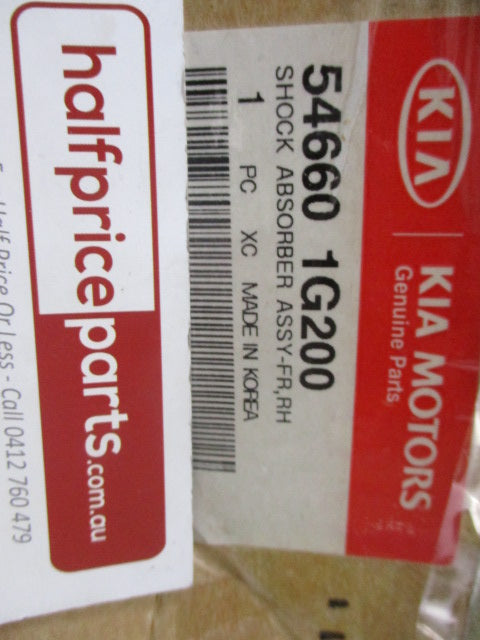 KIA
KIA MOTORS
Genuine Parts
54660 1G200
SHOCK ABSORBER ASSY-FR,RH
1 PC XC MADE IN KOREA
halfpriceparts.com.au
Half Price Or Less - Call 0412 760 479